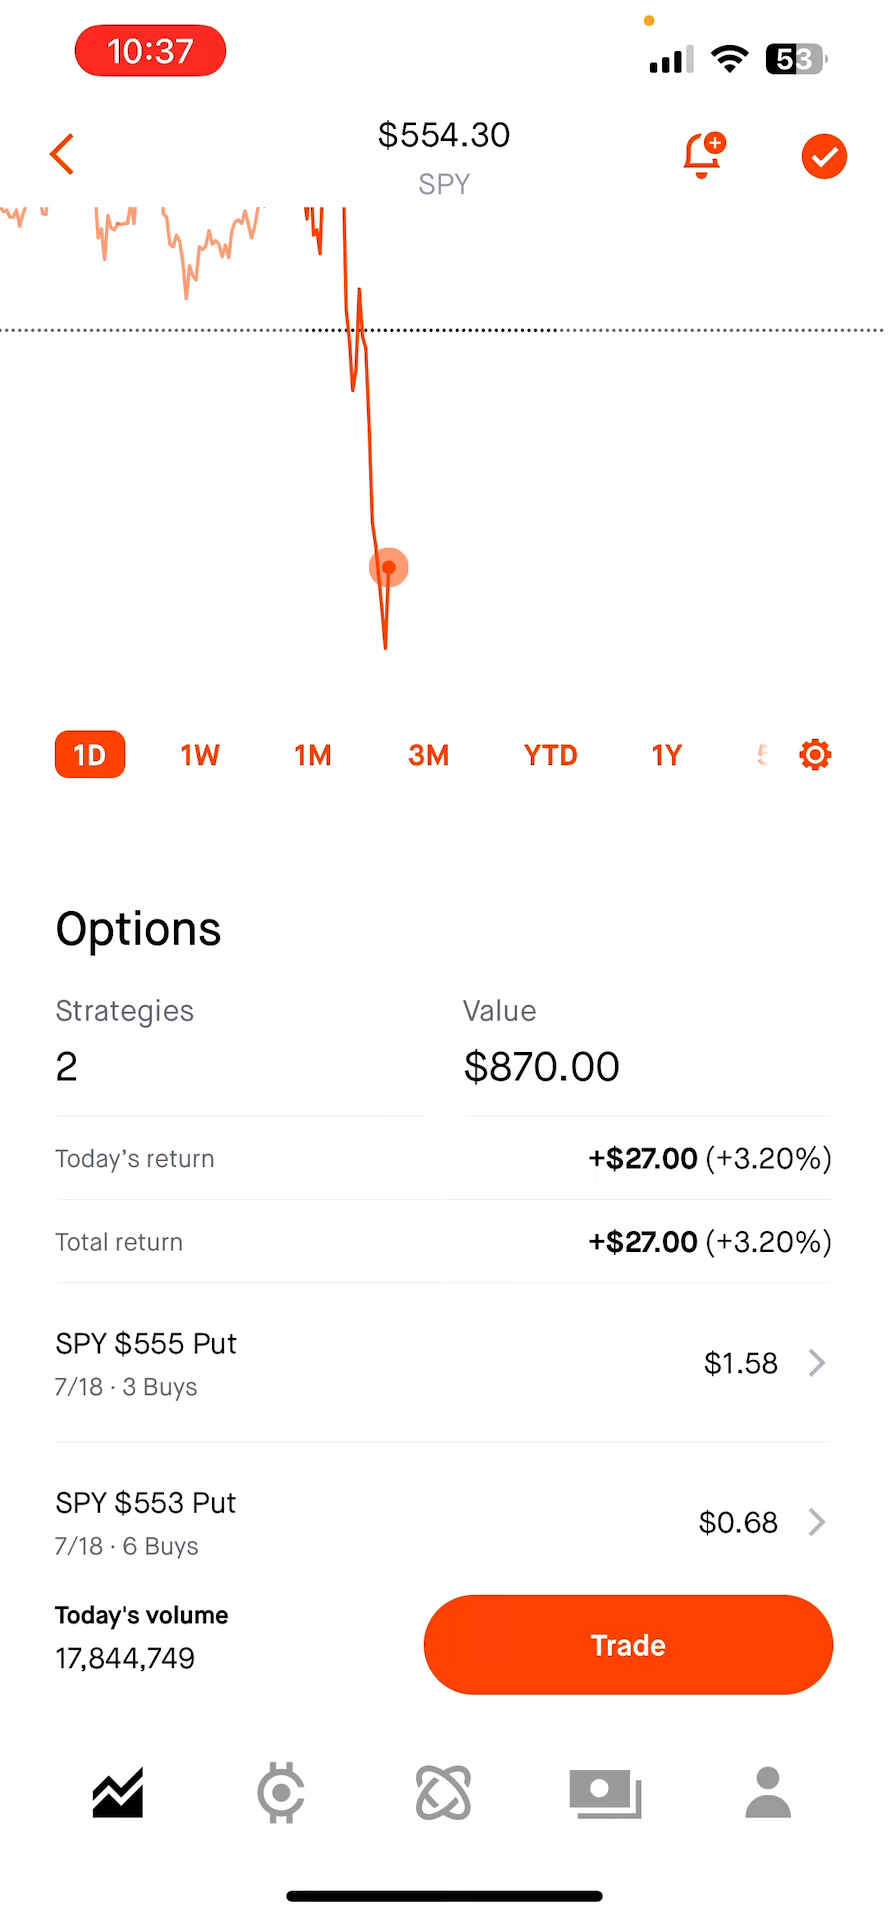 10:37
53
$554.30
SPY
1D 1W 1M 3M YTD 1Y
Options
Strategies Value
2 $870.00
Today’s return +$27.00 (+3.20%)
Total return +$27.00 (+3.20%)
SPY $555 Put
$1.58
7/18 · 3 Buys
SPY $553 Put
$0.68
7/18 · 6 Buys
Today's volume
17,844,749
Trade